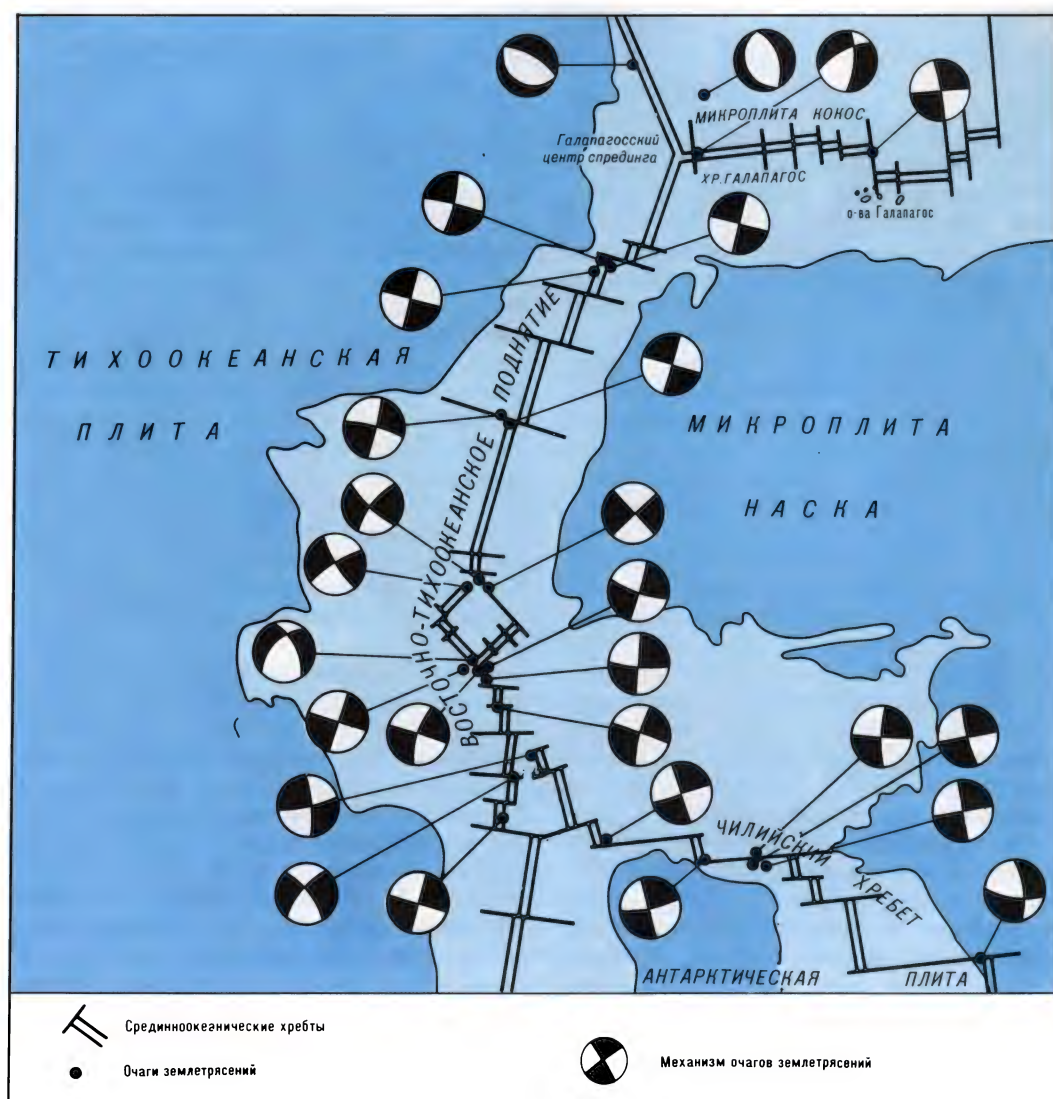 МИКРОПЛИТА КОКОС
Галапагосский
центр спрединга
ХР. ГАЛАПАГОС
о-ва Галапагос
ТИХООКЕАНСКАЯ
ПЛИТА
ВОСТОЧНО-ТИХООКЕАНСКОЕ ПОДНЯТИЕ
МИКРОПЛИТА
НАСКА
ЧИЛИЙСКИЙ ХРЕБЕТ
АНТАРКТИЧЕСКАЯ ПЛИТА
Срединноокеанические хребты
Очаги землетрясений
Механизм очагов землетрясений